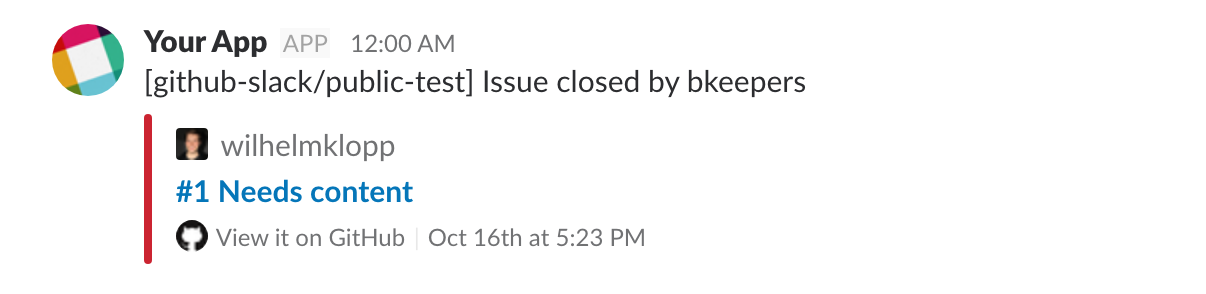 Your App APP 12:00 AM
[github-slack/public-test] Issue closed by bkeepers
wilhelmklopp
#1 Needs content
View it on GitHub | Oct 16th at 5:23 PM